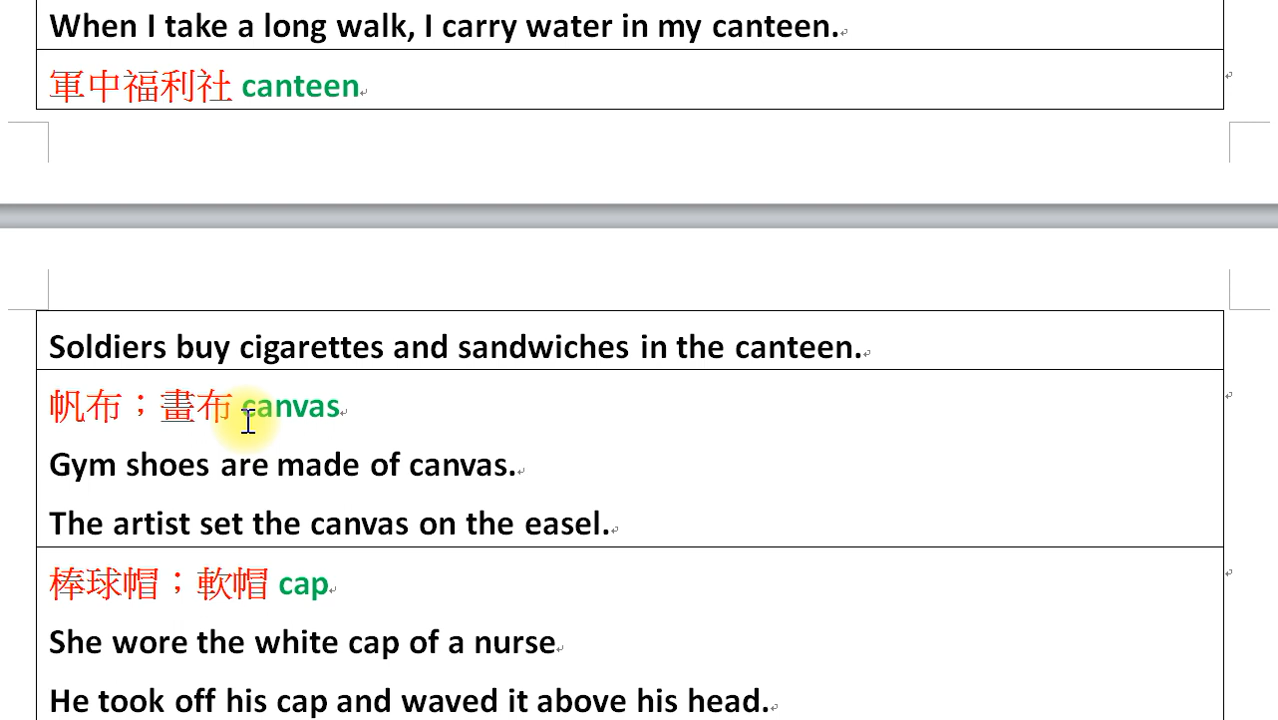 When I take a long walk, I carry water in my canteen.
軍中福利社 canteen
Soldiers buy cigarettes and sandwiches in the canteen.
帆布；畫布 canvas
Gym shoes are made of canvas.
The artist set the canvas on the easel.
棒球帽；軟帽 cap
She wore the white cap of a nurse
He took off his cap and waved it above his head.